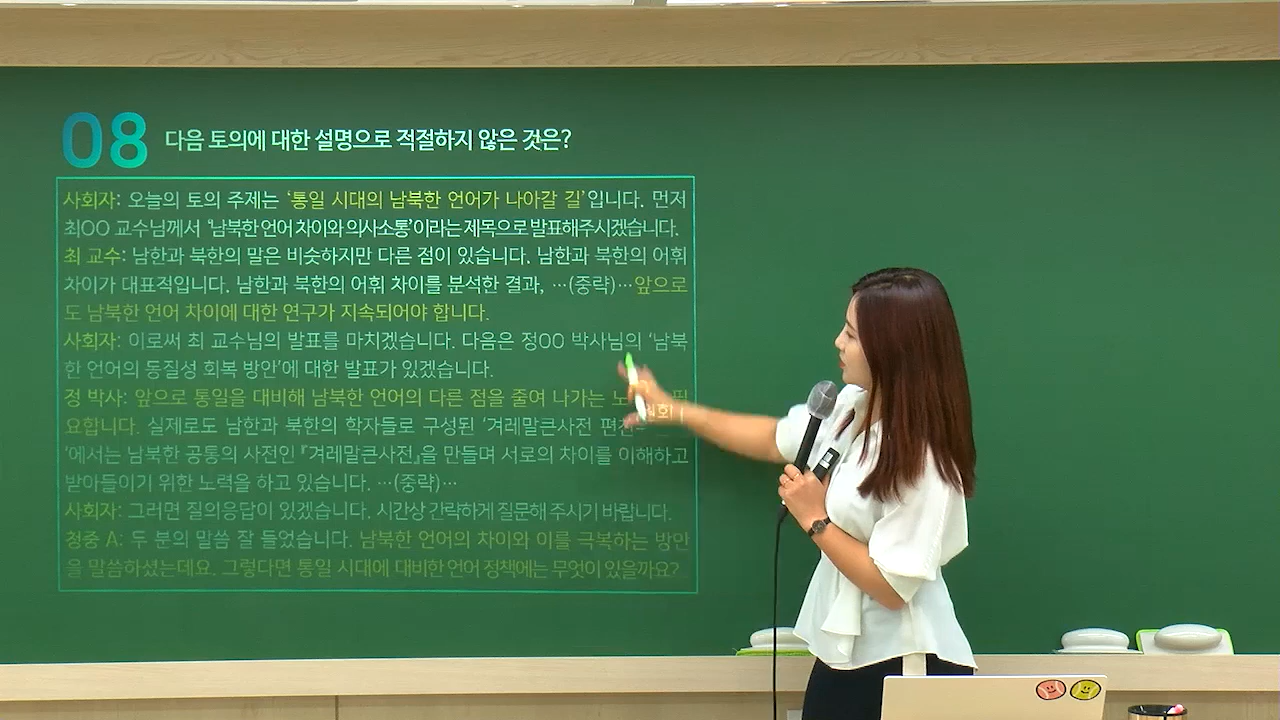 08 다음 토의에 대한 설명으로 적절하지 않은 것은?
사회자: 오늘의 토의 주제는 ‘통일 시대의 남북한 언어가 나아갈 길’입니다. 먼저
최OO 교수님께서 ‘남북한 언어 차이와 의사소통’이라는 제목으로 발표해주시겠습니다.
최 교수: 남한과 북한의 말은 비슷하지만 다른 점이 있습니다. 남한과 북한의 어휘
차이가 대표적입니다. 남한과 북한의 어휘 차이를 분석한 결과, …(중략)…앞으로
도 남북한 언어 차이에 대한 연구가 지속되어야 합니다.
사회자: 이로써 최 교수님의 발표를 마치겠습니다. 다음은 정OO 박사님의 ‘남북
한 언어의 동질성 회복 방안’에 대한 발표가 있겠습니다.
정 박사: 앞으로 통일을 대비해 남북한 언어의 다른 점을 줄여 나가는
요합니다. 실제로도 남한과 북한의 학자들로 구성된 ‘겨레말큰사전
’에서는 남북한 공통의 사전인 『겨레말큰사전』을 만들며 서로의 차이를 이해하고
받아들이기 위한 노력을 하고 있습니다. …(중략)…
사회자: 그러면 질의응답이 있겠습니다. 시간상 간략하게 질문해 주시기 바랍니다.
청중 A: 두 분의 말씀 잘 들었습니다. 남북한 언어의 차이와 이를 극복하는 방안
을 말씀하셨는데요. 그렇다면 통일 시대에 대비한 언어 정책에는 무엇이 있을까요?